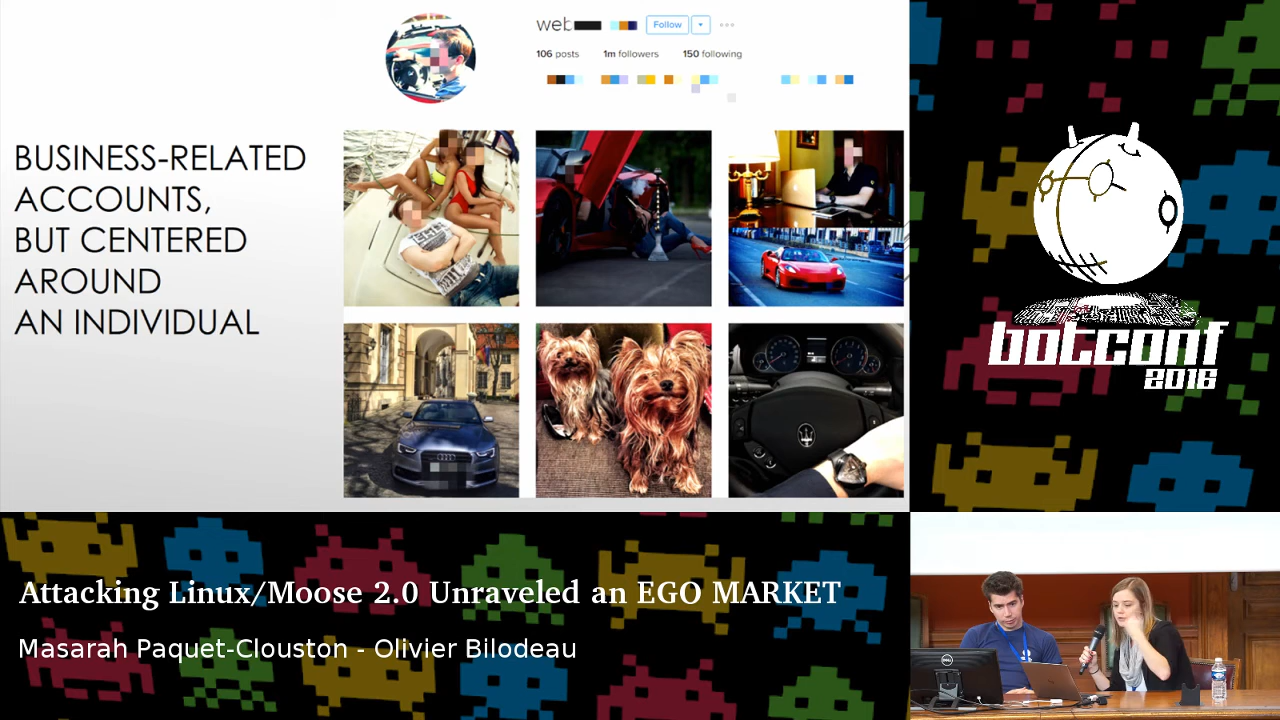 web
Follow
106 posts 1m followers 150 following
BUSINESS-RELATED
ACCOUNTS,
BUT CENTERED
AROUND
AN INDIVIDUAL
botconf
2016
Attacking Linux/Moose 2.0 Unraveled an EGO MARKET
Masarah Paquet-Clouston - Olivier Bilodeau
DELL